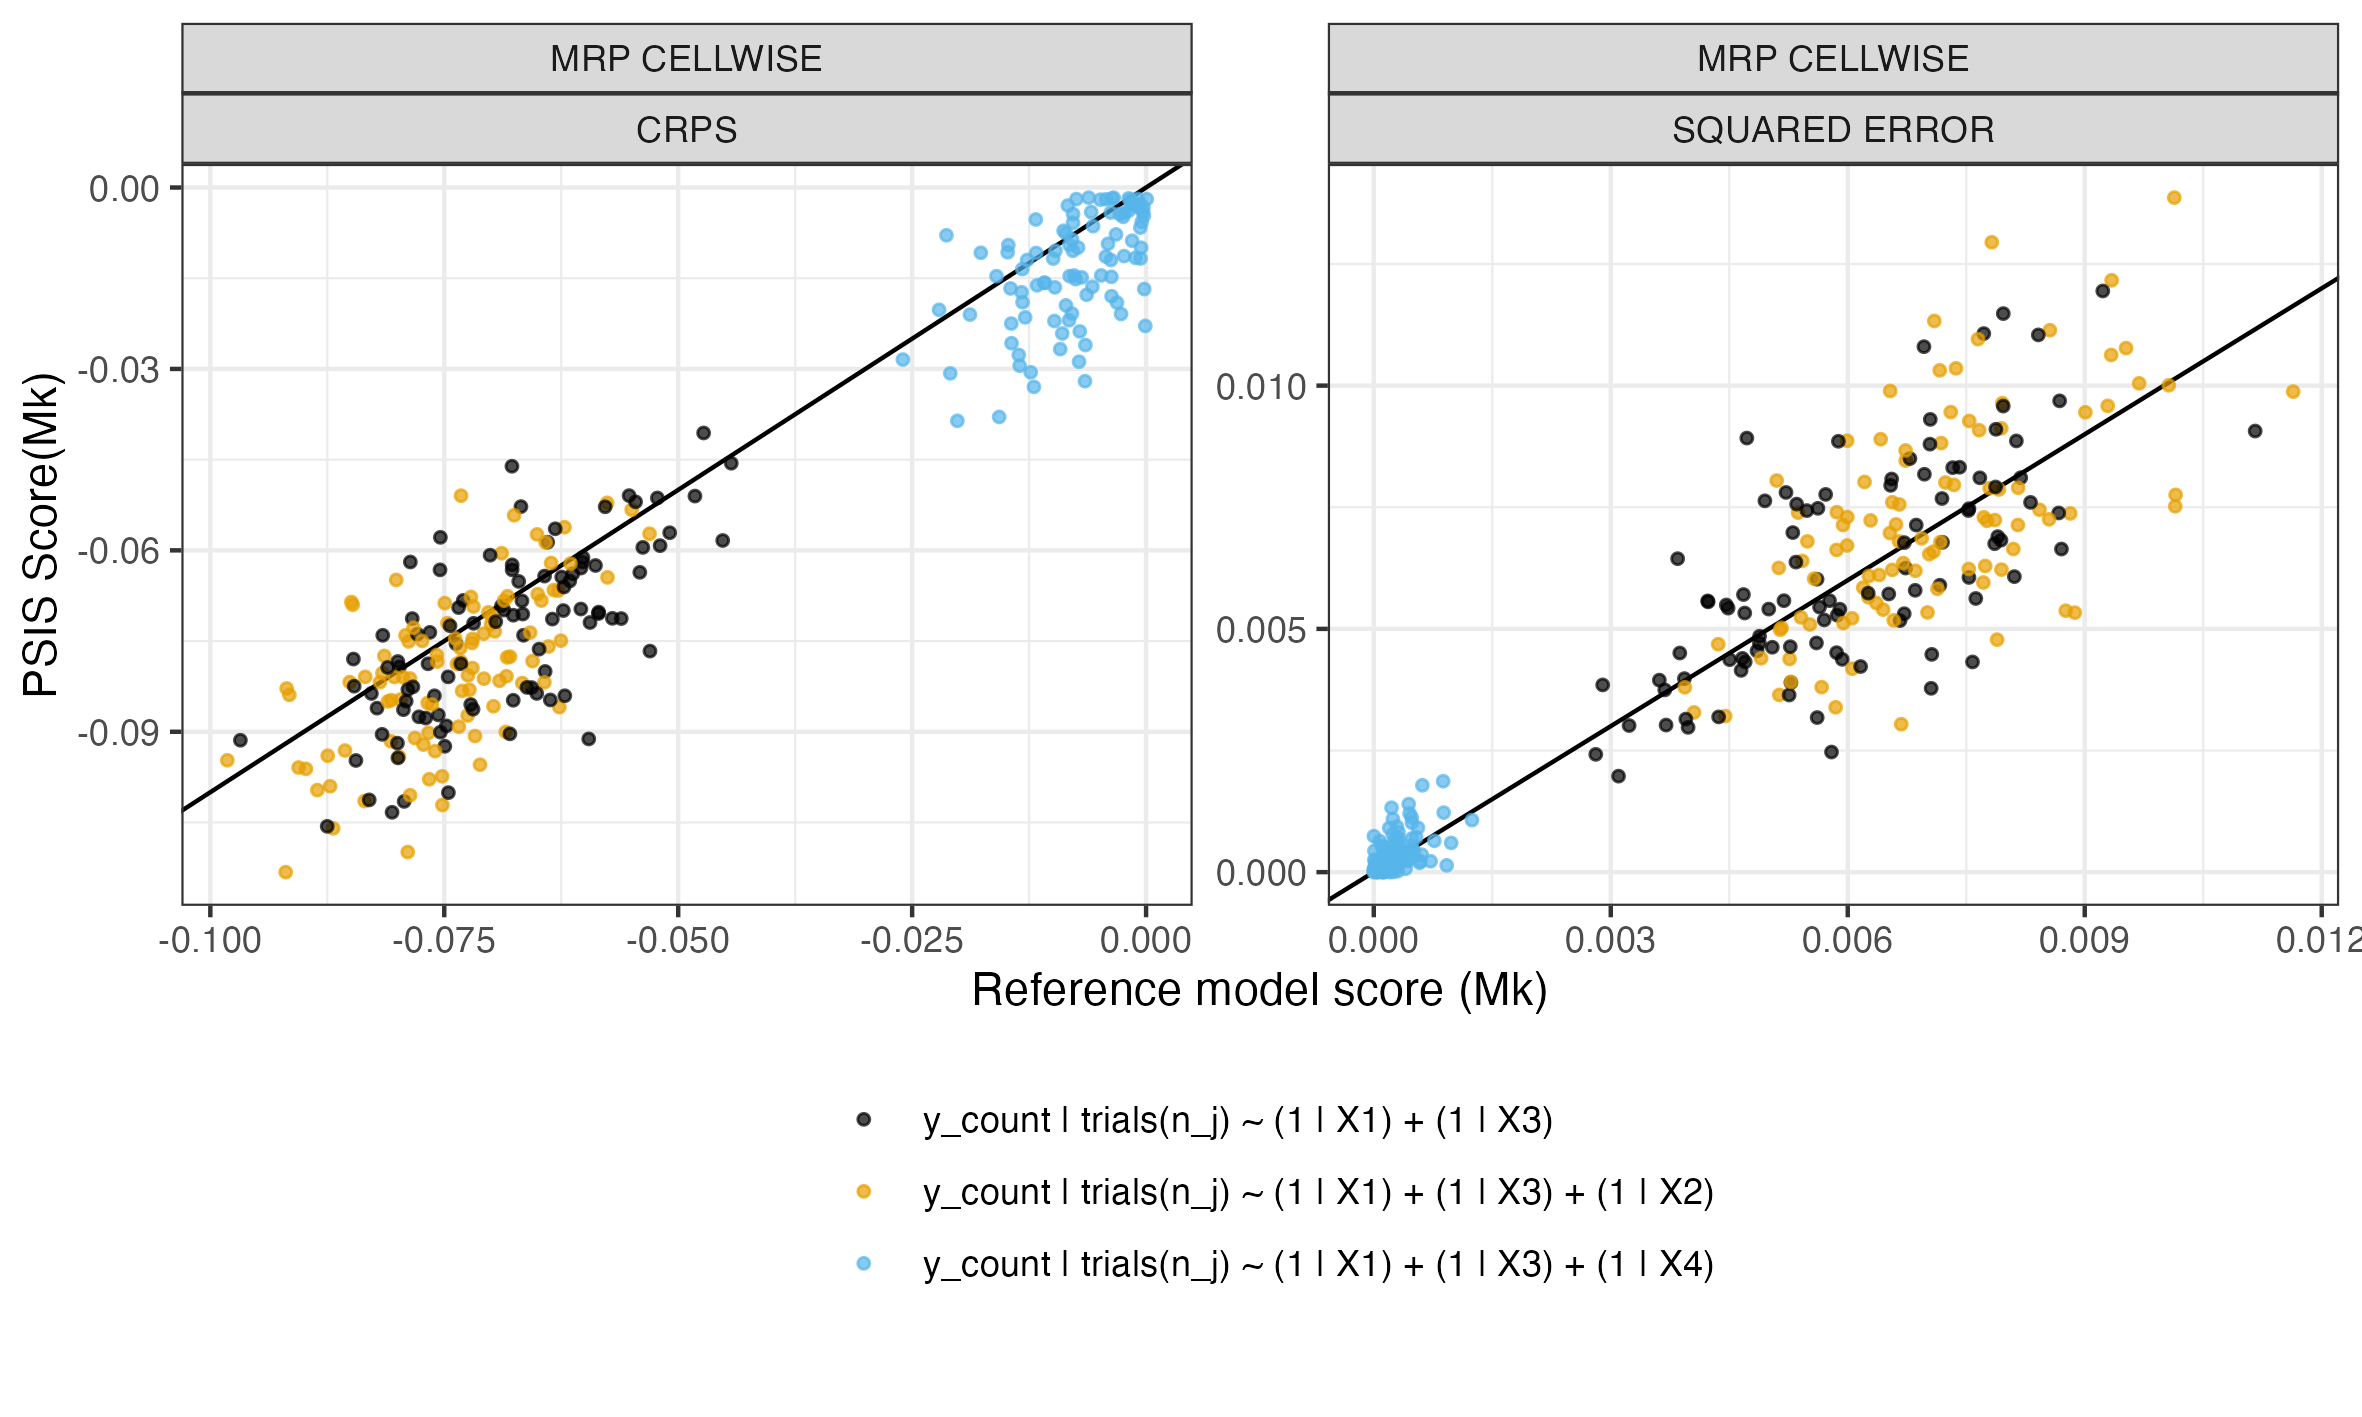 MRP CELLWISE
CRPS
MRP CELLWISE
SQUARED ERROR
PSIS Score(Mk)
0.00
-0.03
-0.06
-0.09
0.010
0.005
0.000
-0.100 -0.075 -0.050 -0.025 0.000
0.000 0.003 0.006 0.009 0.012
Reference model score (Mk)
y_count | trials(n_j) ~ (1 | X1) + (1 | X3)
y_count | trials(n_j) ~ (1 | X1) + (1 | X3) + (1 | X2)
y_count | trials(n_j) ~ (1 | X1) + (1 | X3) + (1 | X4)